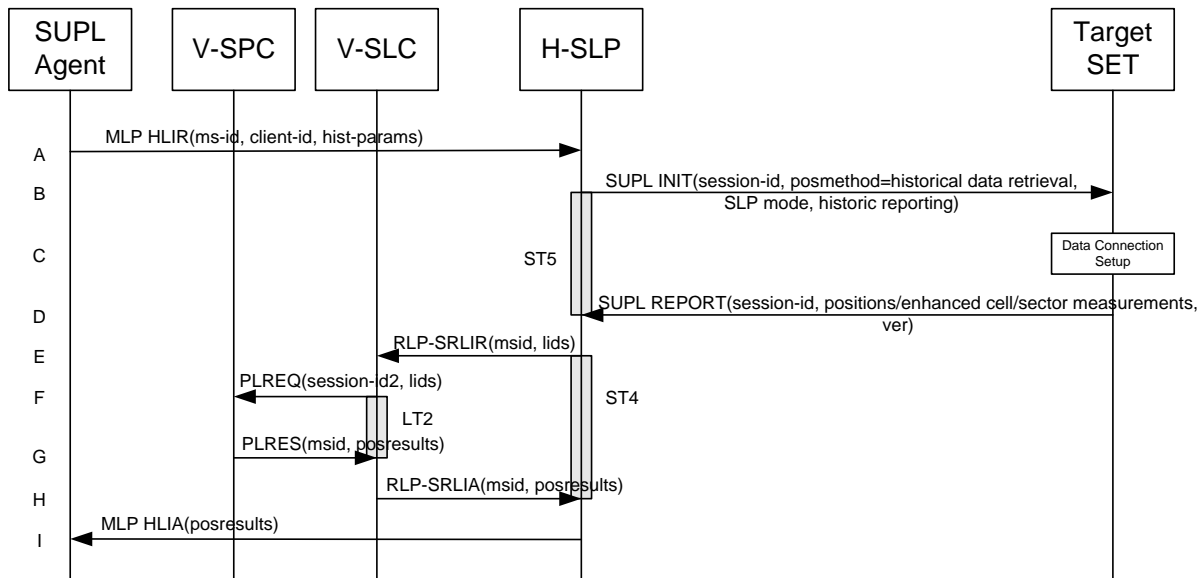 SUPL
Agent
V-SPC
V-SLC
H-SLP
Target
SET
A
MLP HLIR(ms-id, client-id, hist-params)
B
SUPL INIT(session-id, posmethod=historical data retrieval,
SLP mode, historic reporting)
C
ST5
Data Connection
Setup
D
SUPL REPORT(session-id, positions/enhanced cell/sector measurements,
ver)
E
RLP-SRLIR(msid, lids)
F
PLREQ(session-id2, lids)
ST4
LT2
G
PLRES(msid, posresults)
H
RLP-SRLIA(msid, posresults)
I
MLP HLIA(posresults)